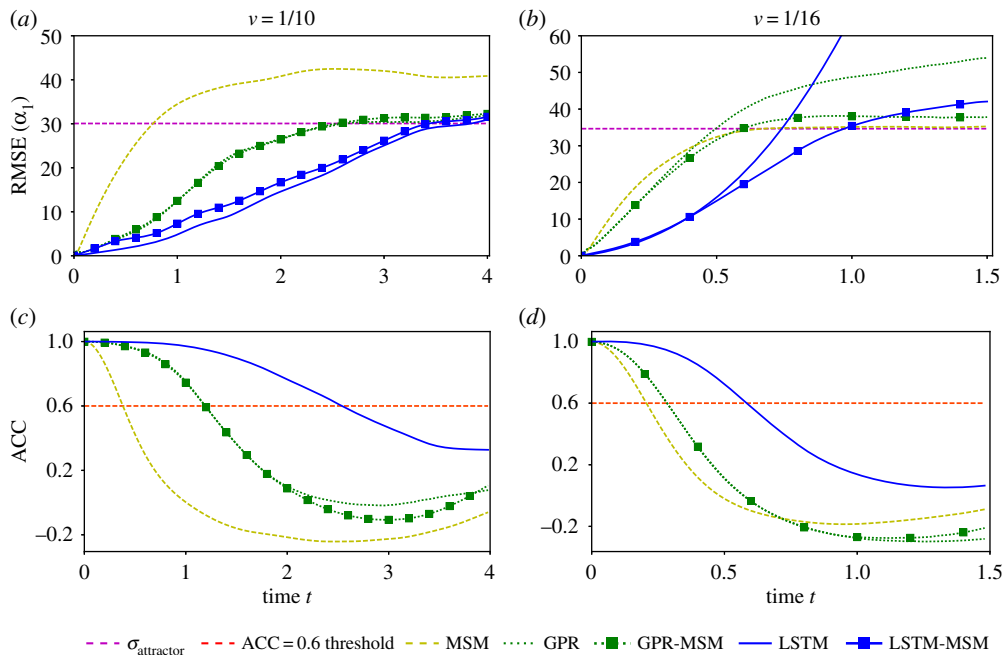 (a) ν = 1/10
(b) ν = 1/16
RMSE (α₁)
50
40
30
20
10
0
0 1 2 3 4
60
50
40
30
20
10
0
0 0.5 1.0 1.5
(c)
(d)
ACC
1.0
0.6
0.2
−0.2
0 1 2 3 4
time t
1.0
0.6
0.2
−0.2
0 0.5 1.0 1.5
time t
σattractor ACC = 0.6 threshold MSM GPR GPR-MSM LSTM LSTM-MSM